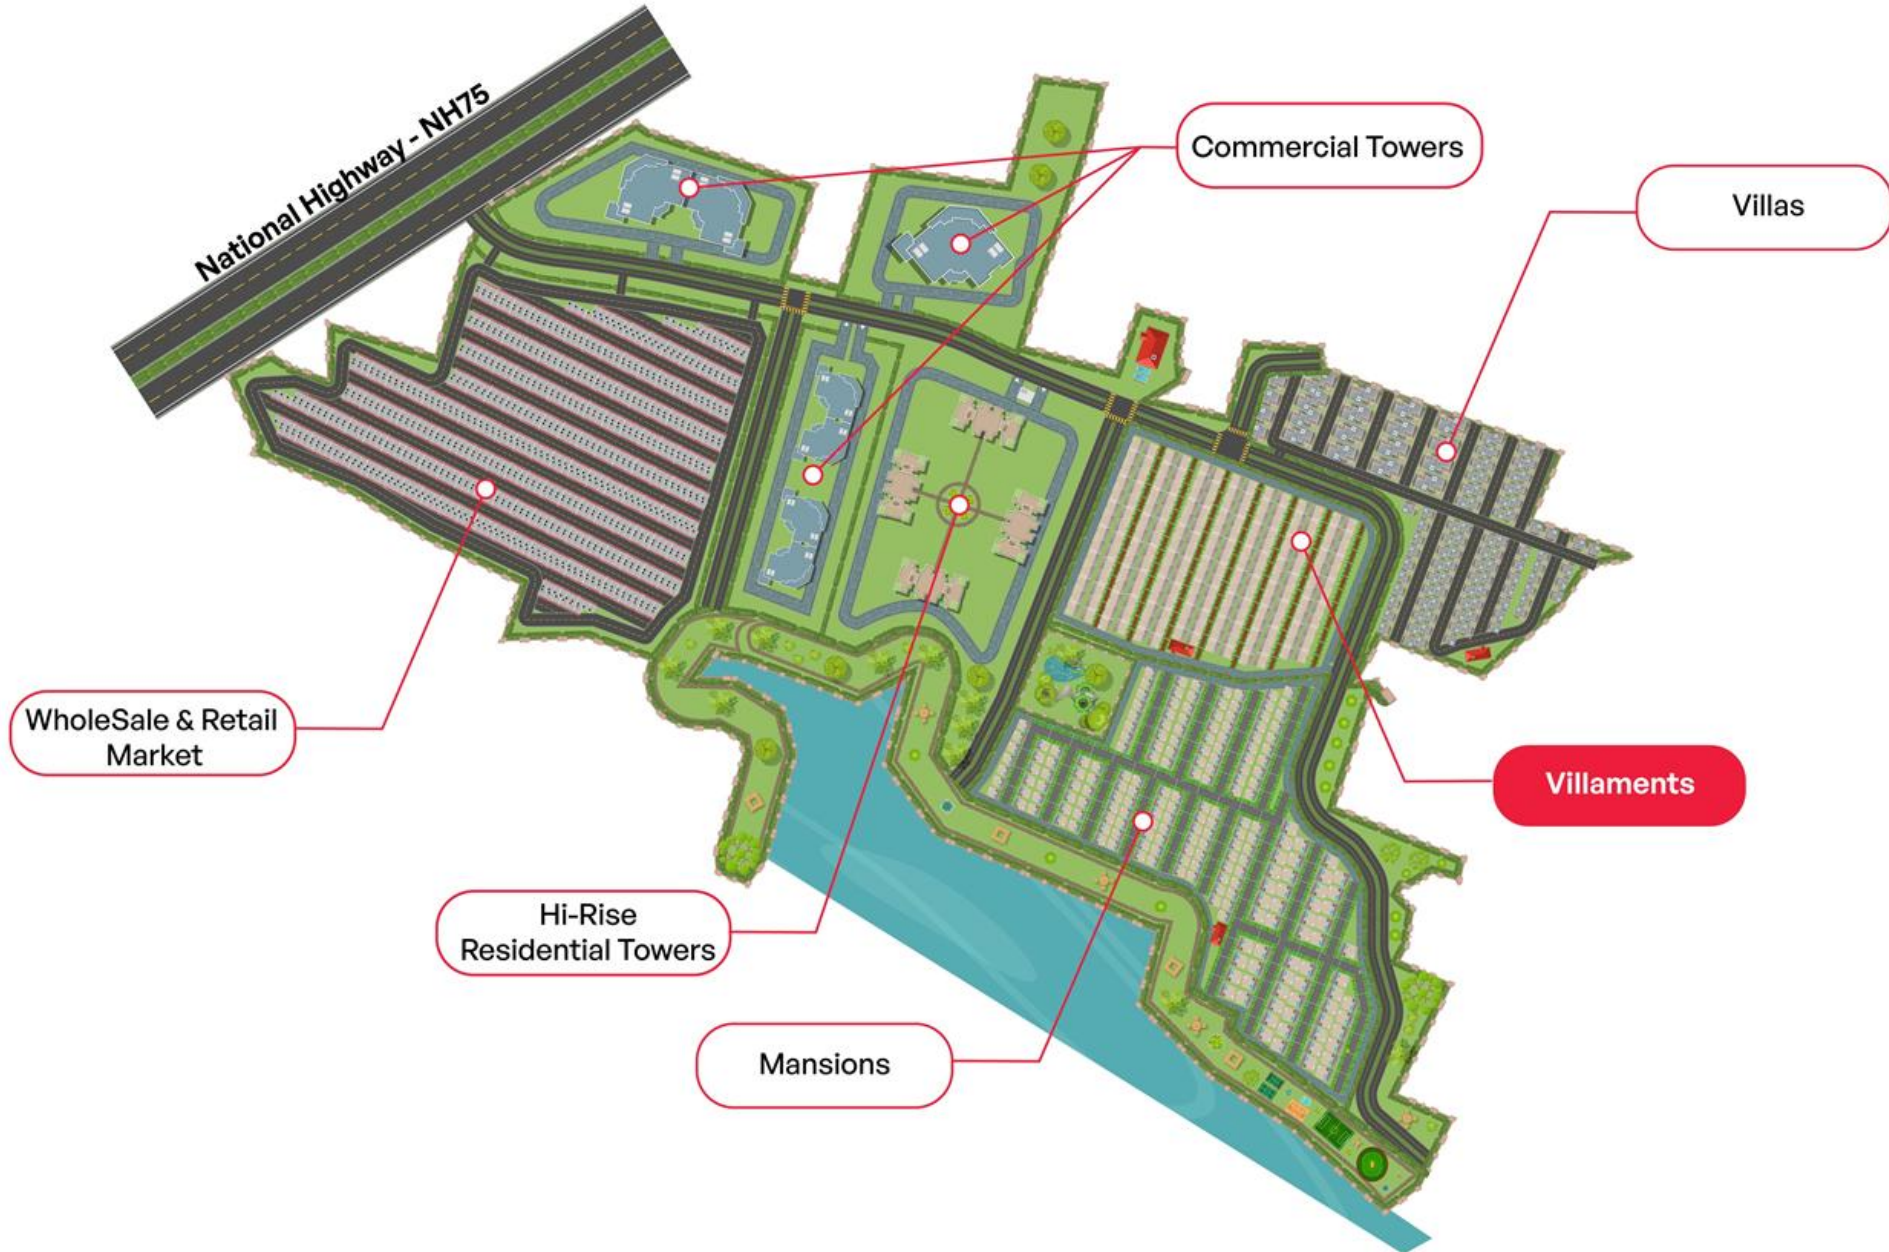 National Highway - NH75
Commercial Towers
Villas
WholeSale & Retail
Market
Villaments
Hi-Rise
Residential Towers
Mansions